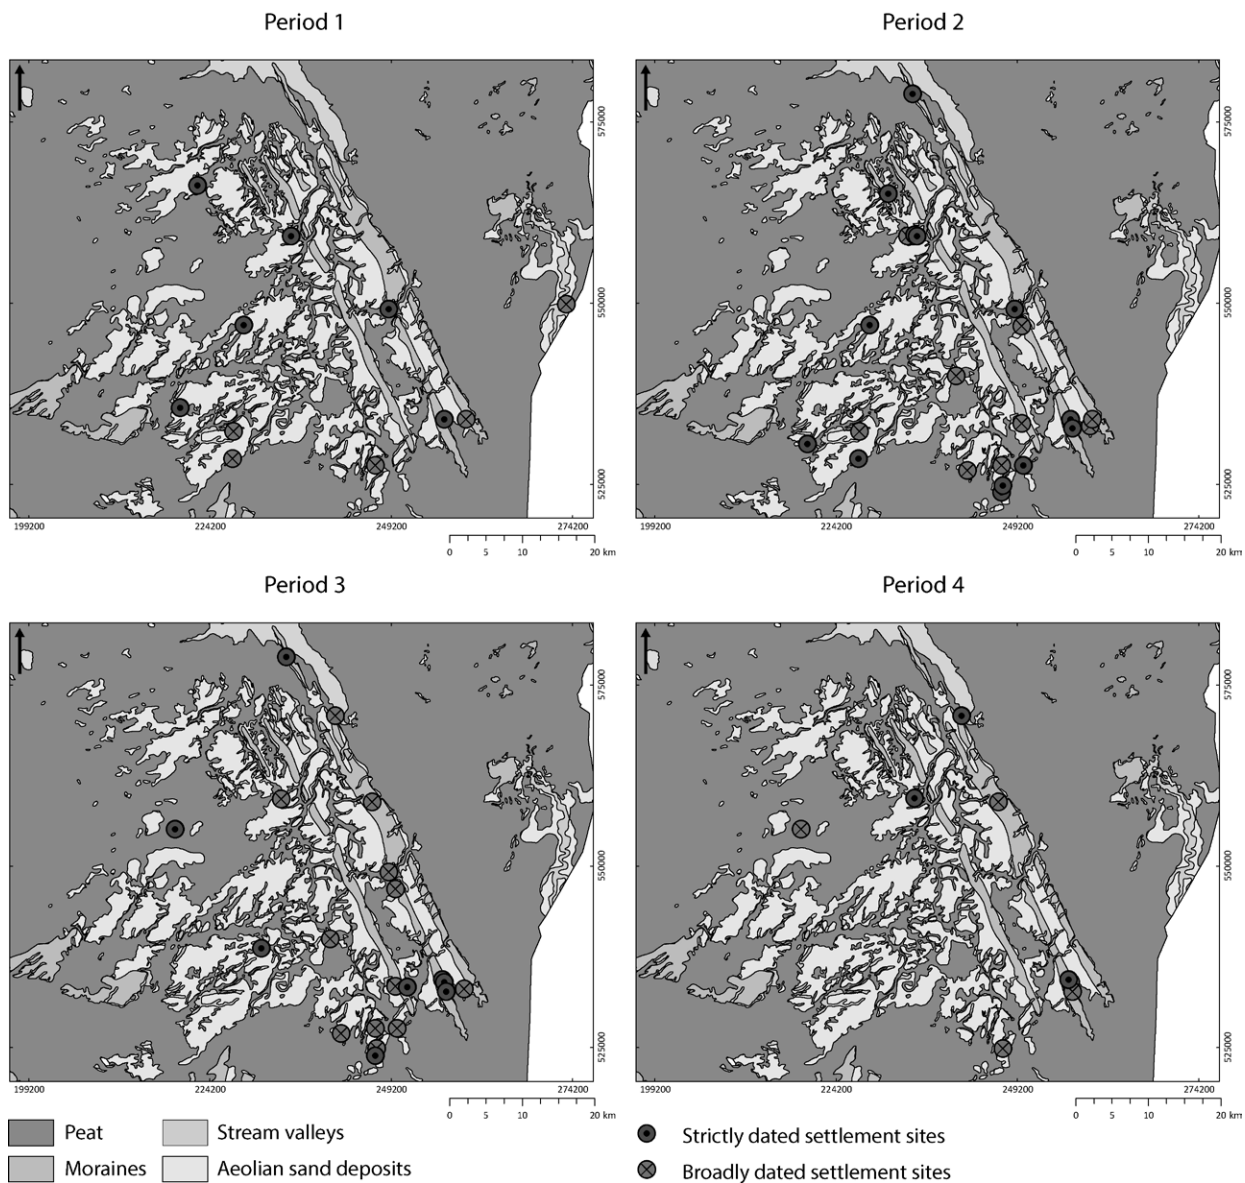 Period 1
Period 2
575000
575000
550000
550000
525000
525000
199200 224200 249200 274200
199200 224200 249200 274200
0 5 10 20 km
0 5 10 20 km
Period 3
Period 4
575000
575000
550000
550000
525000
525000
199200 224200 249200 274200
199200 224200 249200 274200
0 5 10 20 km
0 5 10 20 km
Peat
Stream valleys
Strictly dated settlement sites
Moraines
Aeolian sand deposits
Broadly dated settlement sites